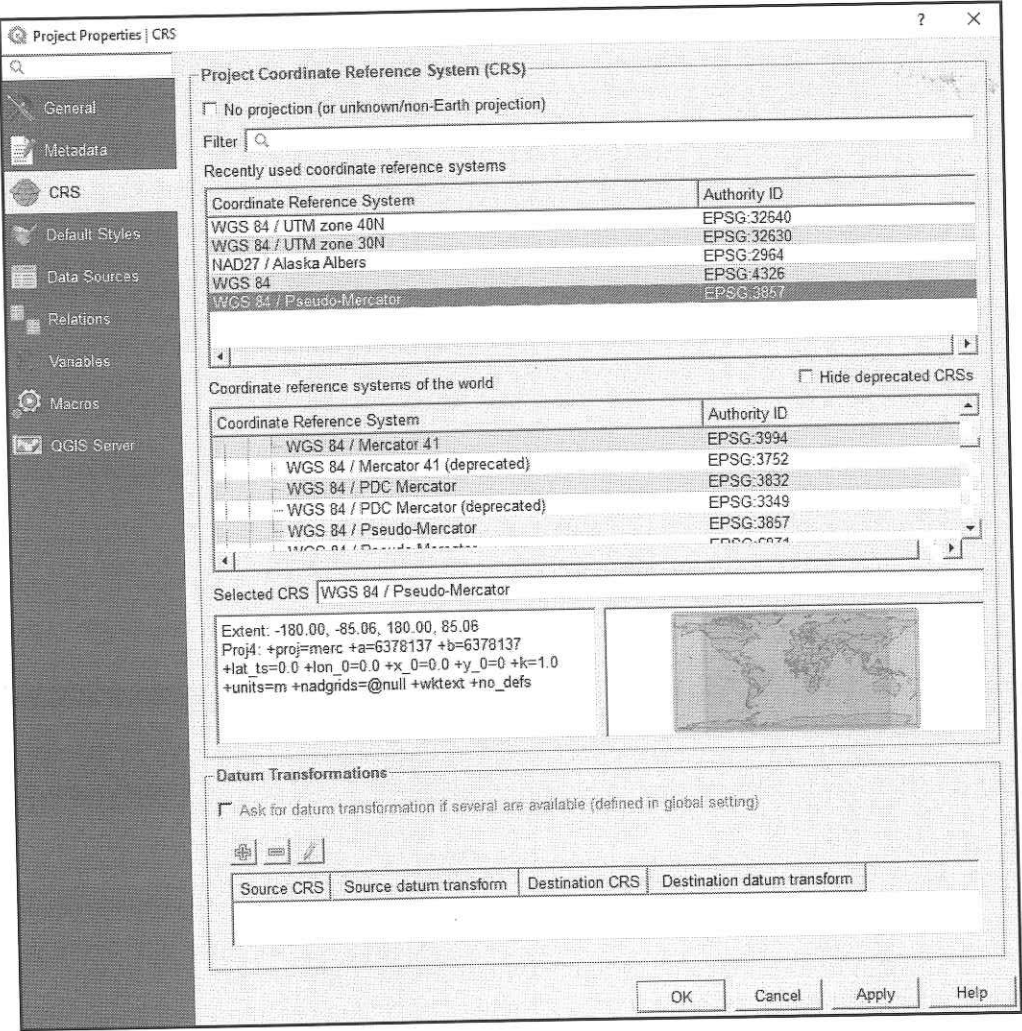 Project Properties | CRS
? ×
Project Coordinate Reference System (CRS)
General
No projection (or unknown/non-Earth projection)
Filter
Metadata
Recently used coordinate reference systems
CRS
Coordinate Reference System Authority ID
WGS 84 / UTM zone 40N EPSG:32640
Default Styles
WGS 84 / UTM zone 30N EPSG:32630
NAD27 / Alaska Albers EPSG:2964
Data Sources
WGS 84 EPSG:4326
WGS 84 / Pseudo-Mercator EPSG:3857
Relations
Variables
Coordinate reference systems of the world Hide deprecated CRSs
Macros
Coordinate Reference System Authority ID
QGIS Server
WGS 84 / Mercator 41 EPSG:3994
WGS 84 / Mercator 41 (deprecated) EPSG:3752
WGS 84 / PDC Mercator EPSG:3832
WGS 84 / PDC Mercator (deprecated) EPSG:3349
WGS 84 / Pseudo-Mercator EPSG:3857
Selected CRS WGS 84 / Pseudo-Mercator
Extent: -180.00, -85.06, 180.00, 85.06
Proj4: +proj=merc +a=6378137 +b=6378137
+lat_ts=0.0 +lon_0=0.0 +x_0=0.0 +y_0=0 +k=1.0
+units=m +nadgrids=@null +wktext +no_defs
Datum Transformations
Ask for datum transformation if several are available (defined in global setting)
Source CRS Source datum transform Destination CRS Destination datum transform
OK Cancel Apply Help